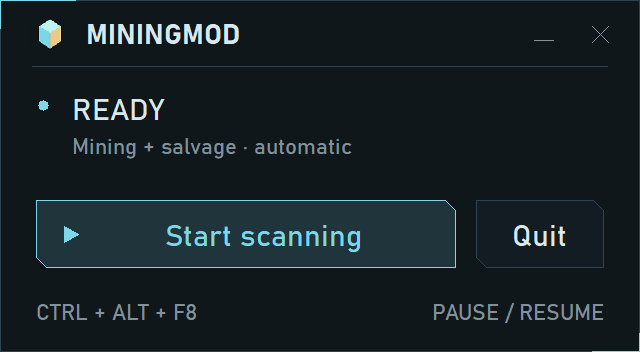 MININGMOD
READY
Mining + salvage · automatic
Start scanning
Quit
CTRL + ALT + F8
PAUSE / RESUME